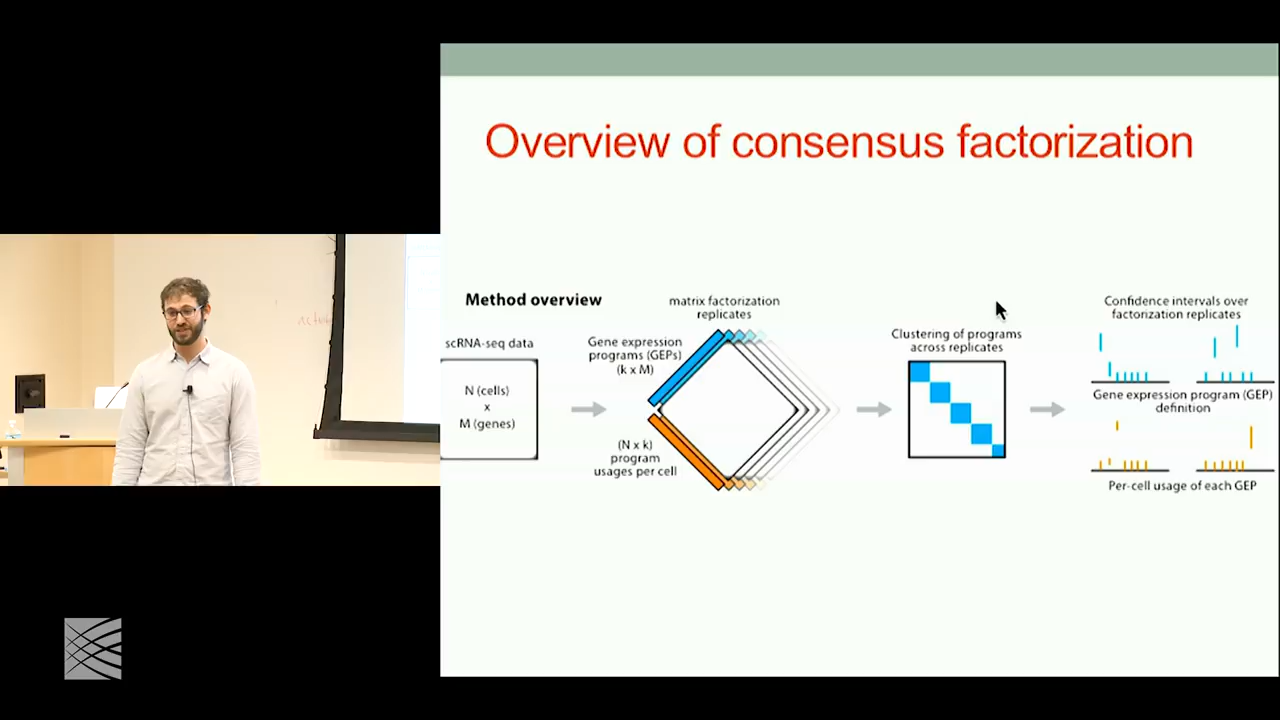 Overview of consensus factorization
Method overview
scRNA-seq data
N (cells)
x
M (genes)
matrix factorization
replicates
Gene expression
programs (GEPs)
(k x M)
(N x k)
program
usages per cell
Clustering of programs
across replicates
Confidence intervals over
factorization replicates
Gene expression program (GEP)
definition
Per-cell usage of each GEP